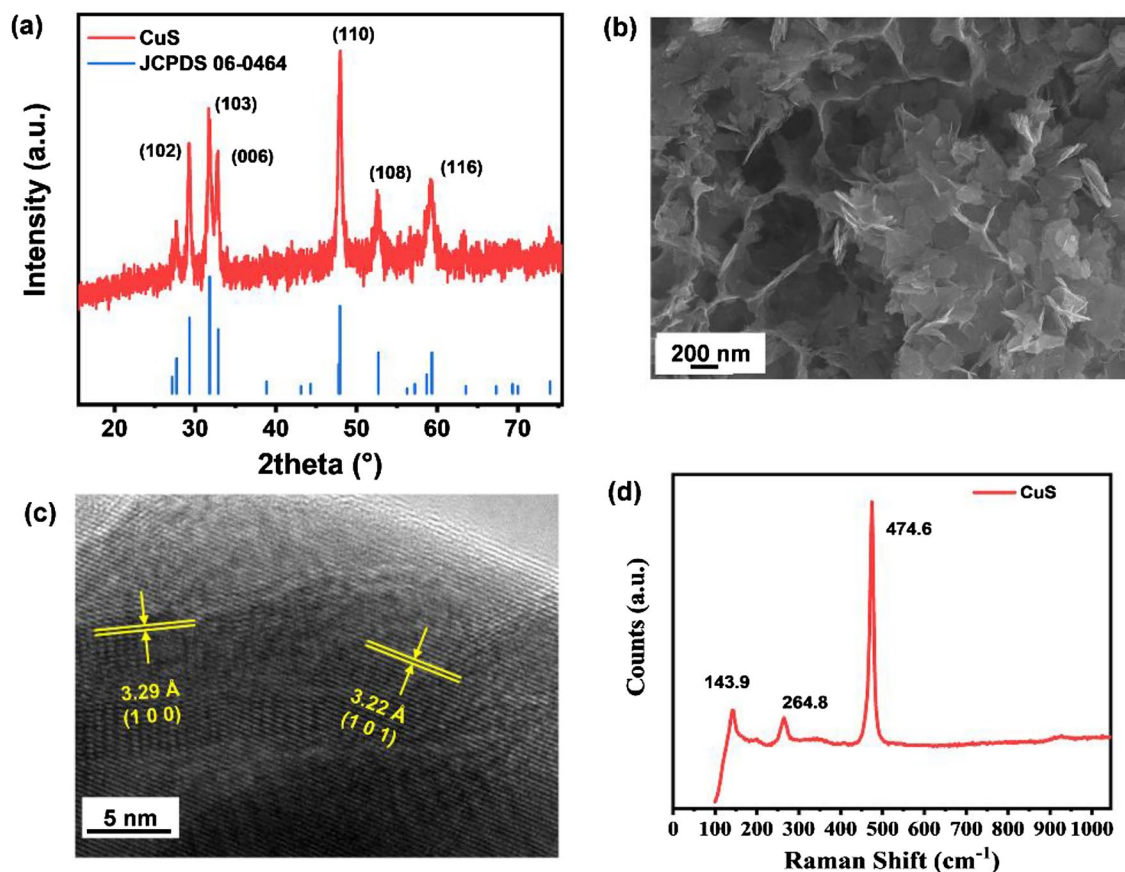 (a)
CuS
JCPDS 06-0464
(102)
(103)
(006)
(110)
(108)
(116)
Intensity (a.u.)
20 30 40 50 60 70
2theta (°)
(b)
200 nm
(c)
3.29 Å
(1 0 0)
3.22 Å
(1 0 1)
5 nm
(d)
CuS
474.6
143.9
264.8
Counts (a.u.)
0 100 200 300 400 500 600 700 800 900 1000
Raman Shift (cm⁻¹)